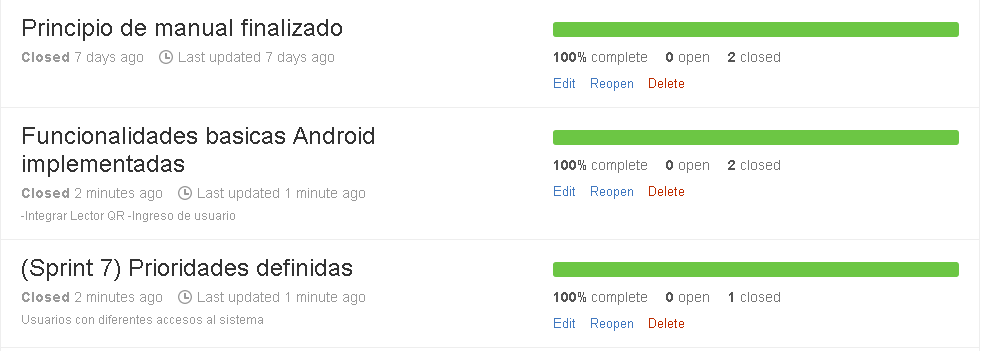 Principio de manual finalizado
Closed 7 days ago Last updated 7 days ago
100% complete 0 open 2 closed
Edit Reopen Delete
Funcionalidades basicas Android
implementadas
Closed 2 minutes ago Last updated 1 minute ago
-Integrar Lector QR -Ingreso de usuario
100% complete 0 open 2 closed
Edit Reopen Delete
(Sprint 7) Prioridades definidas
Closed 2 minutes ago Last updated 1 minute ago
Usuarios con diferentes accesos al sistema
100% complete 0 open 1 closed
Edit Reopen Delete